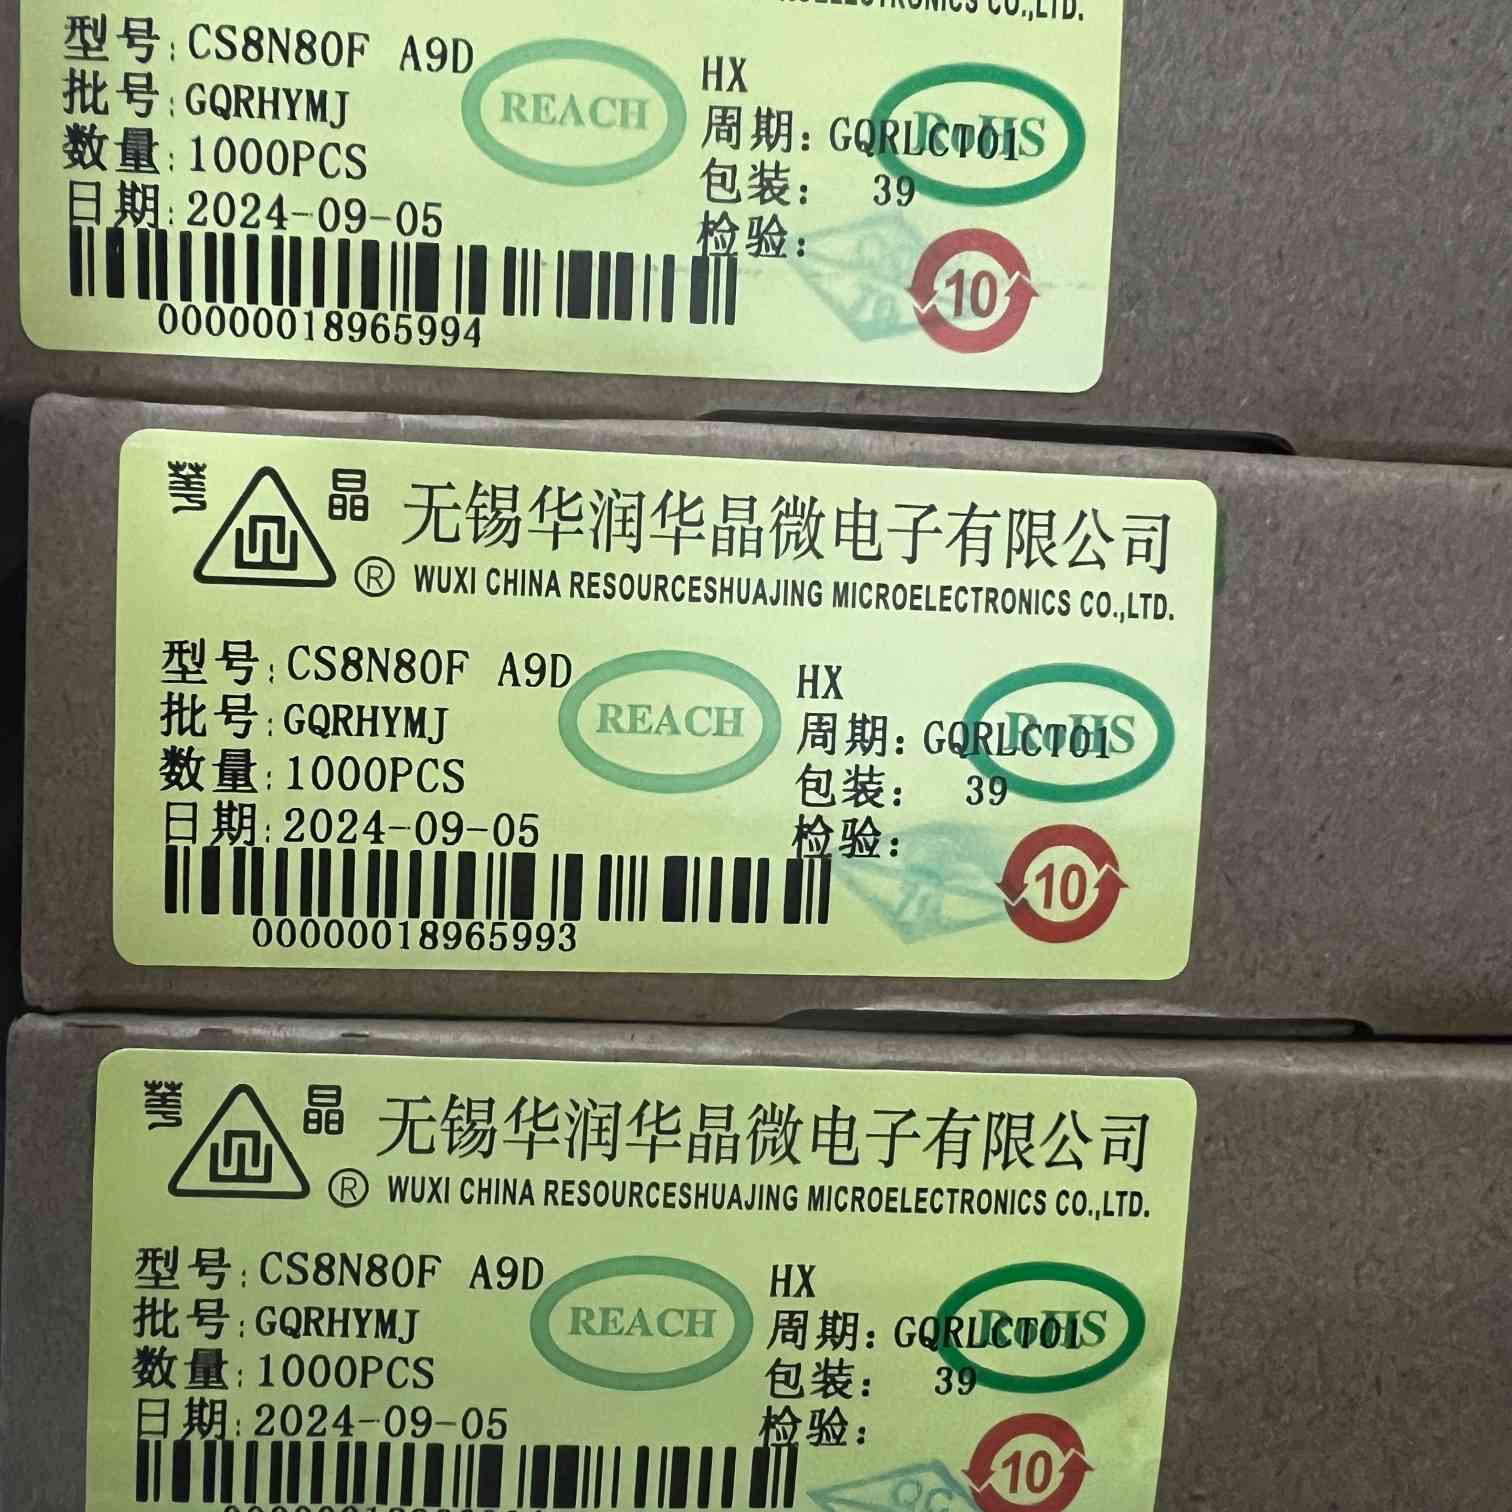 型号:CS8N80F A9D
批号:GQRHYMJ
数量:1000PCS
日期:2024-09-05
REACH
HX
周期:GQRLCT01
RoHS
包装: 39
检验:
10
00000018965994
華 晶
无锡华润华晶微电子有限公司
® WUXI CHINA RESOURCESHUAJING MICROELECTRONICS CO.,LTD.
型号:CS8N80F A9D
批号:GQRHYMJ
数量:1000PCS
日期:2024-09-05
REACH
HX
周期:GQRLCT01
RoHS
包装: 39
检验:
10
00000018965993
華 晶
无锡华润华晶微电子有限公司
® WUXI CHINA RESOURCESHUAJING MICROELECTRONICS CO.,LTD.
型号:CS8N80F A9D
批号:GQRHYMJ
数量:1000PCS
日期:2024-09-05
REACH
HX
周期:GQRLCT01
RoHS
包装: 39
检验:
QC
10